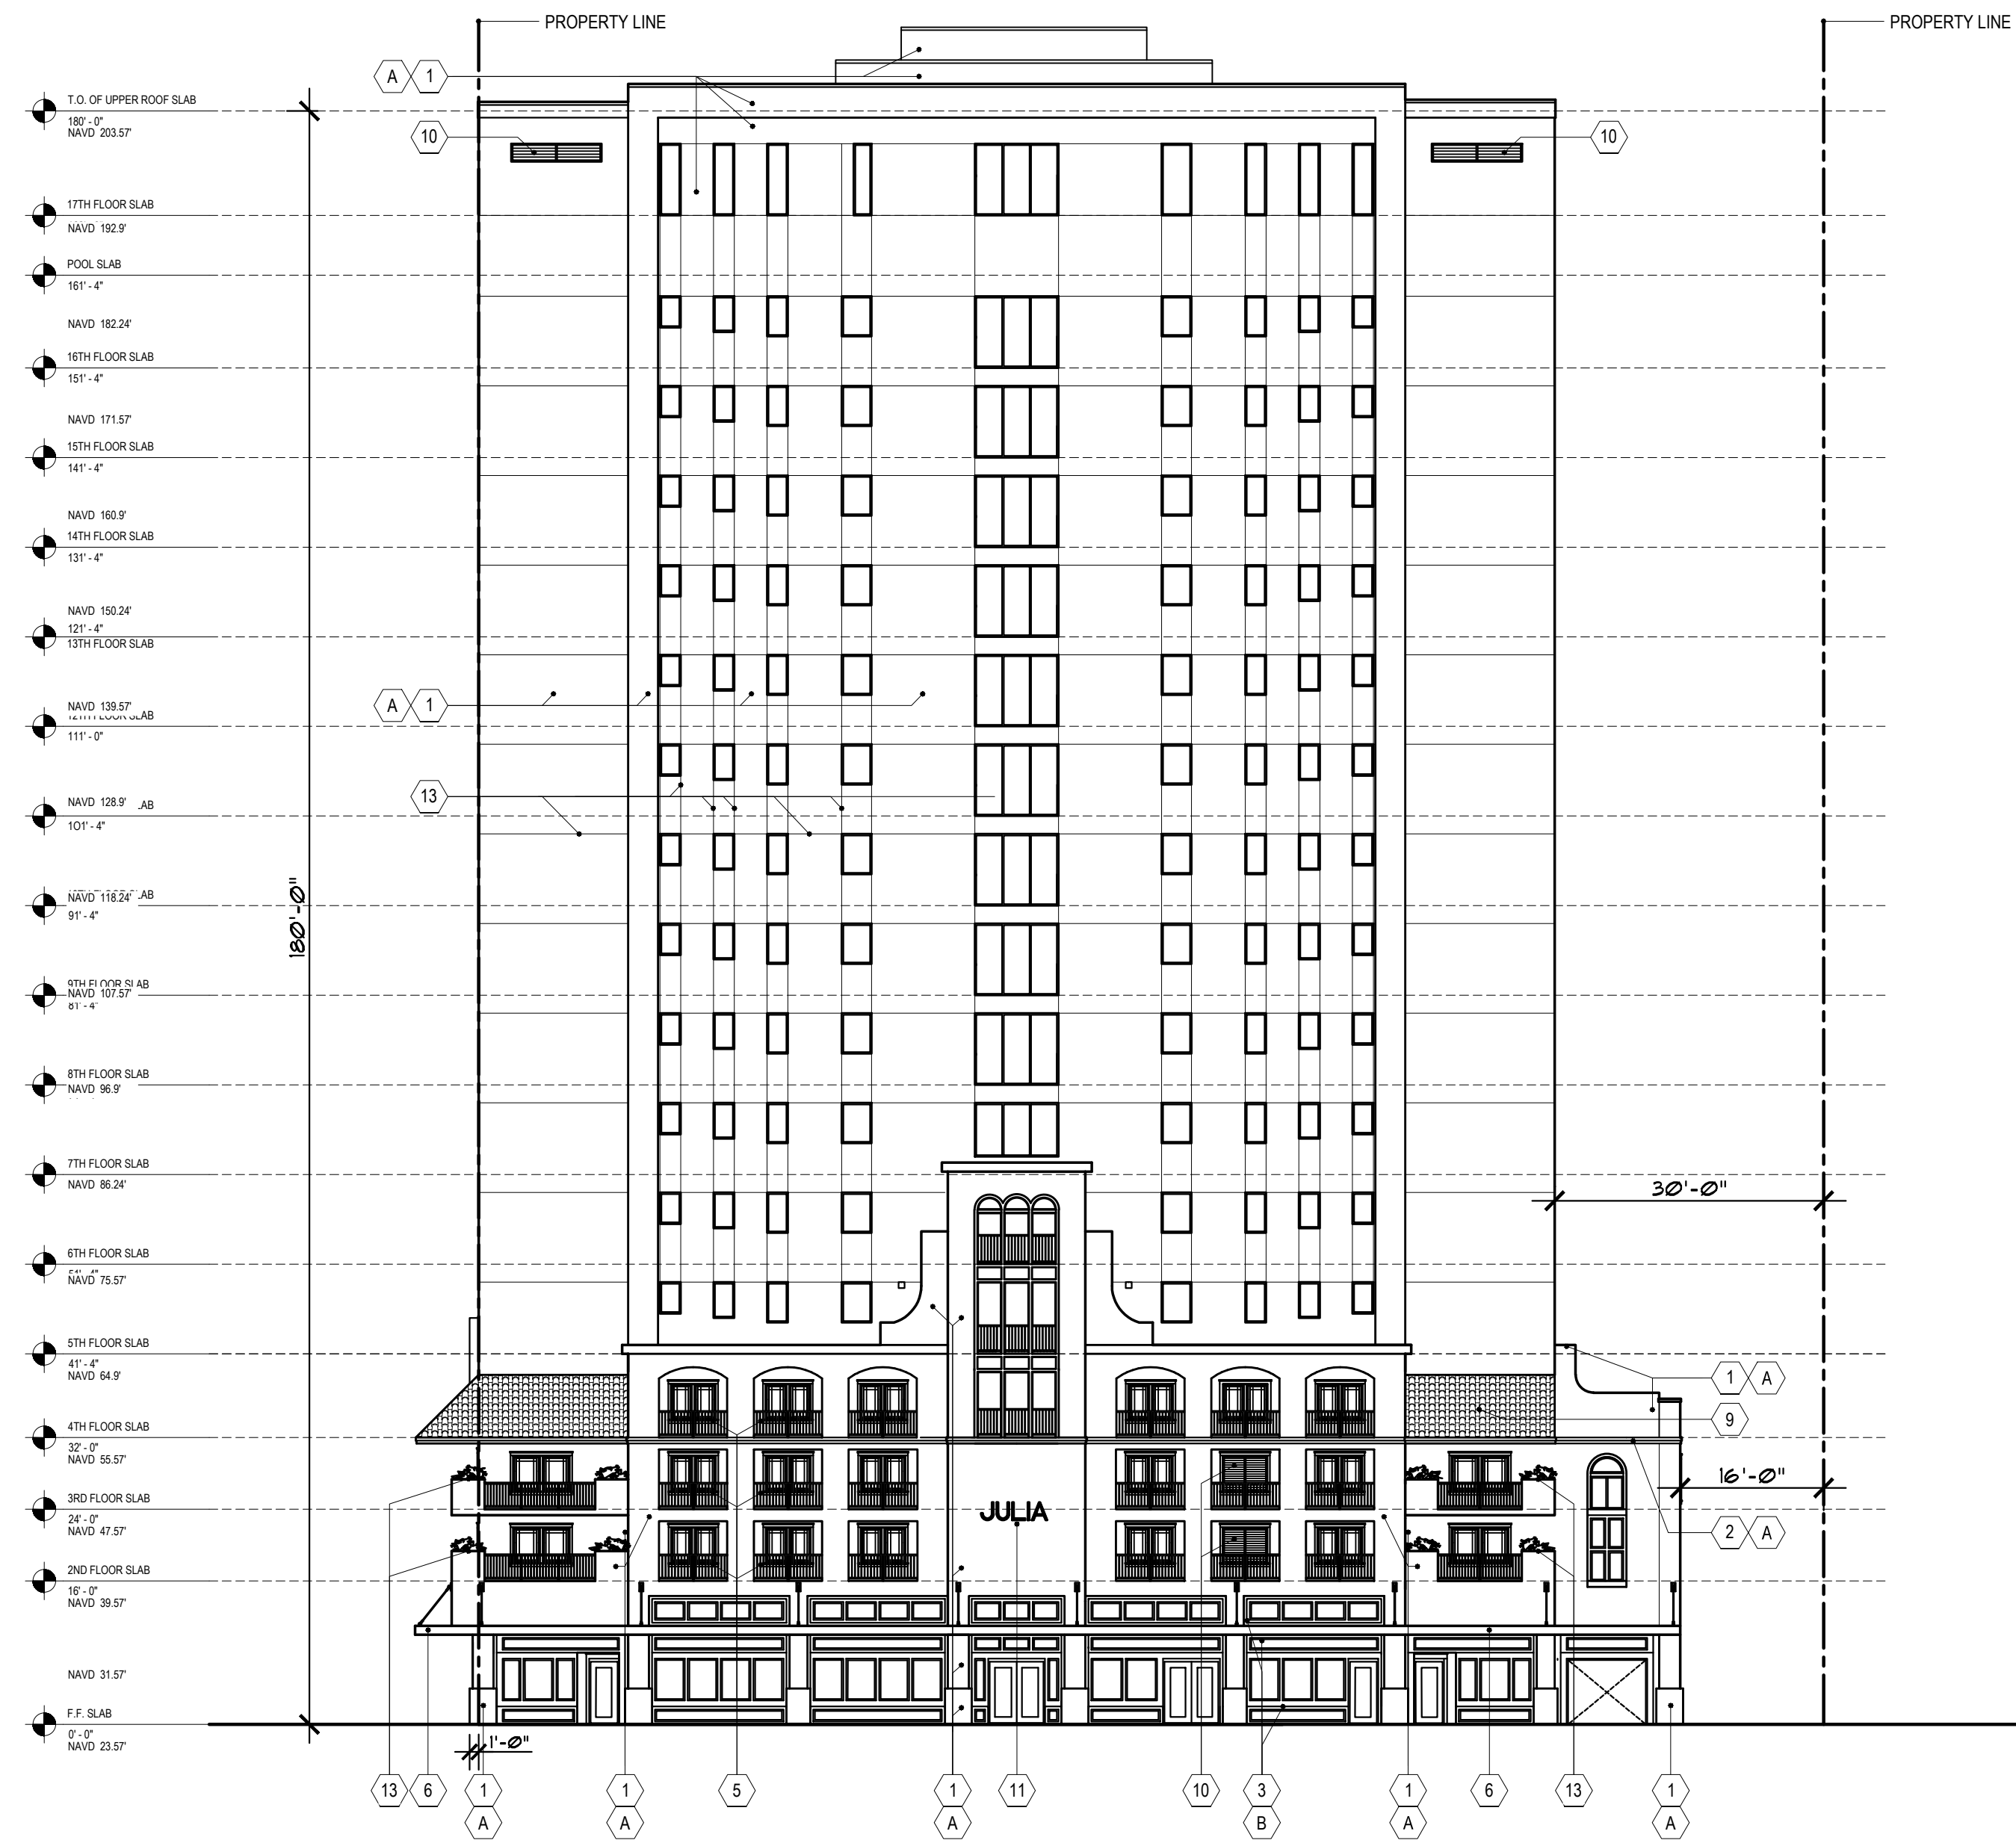 PROPERTY LINE
PROPERTY LINE
A 1
T.O. OF UPPER ROOF SLAB
180' - 0"
NAVD 203.57'
10
10
17TH FLOOR SLAB
NAVD 192.9'
POOL SLAB
161' - 4"
NAVD 182.24'
16TH FLOOR SLAB
151' - 4"
NAVD 171.57'
15TH FLOOR SLAB
141' - 4"
NAVD 160.9'
14TH FLOOR SLAB
131' - 4"
NAVD 150.24'
121' - 4"
13TH FLOOR SLAB
A 1
NAVD 139.57'
12TH FLOOR SLAB
111' - 0"
13
NAVD 128.9'
101' - 4"
180'-0"
NAVD 118.24'
91' - 4"
9TH FLOOR SLAB
NAVD 107.57'
81' - 4"
8TH FLOOR SLAB
NAVD 96.9'
7TH FLOOR SLAB
NAVD 86.24'
30'-0"
6TH FLOOR SLAB
NAVD 75.57'
5TH FLOOR SLAB
41' - 4"
NAVD 64.9'
1 A
9
4TH FLOOR SLAB
32' - 0"
NAVD 55.57'
16'-0"
3RD FLOOR SLAB
24' - 0"
NAVD 47.57'
JULIA
2 A
2ND FLOOR SLAB
16' - 0"
NAVD 39.57'
NAVD 31.57'
F.F. SLAB
0' - 0"
NAVD 23.57'
1'-0"
13 6 1 1 5 1 11 10 3 1 6 13 1
A A A B A A